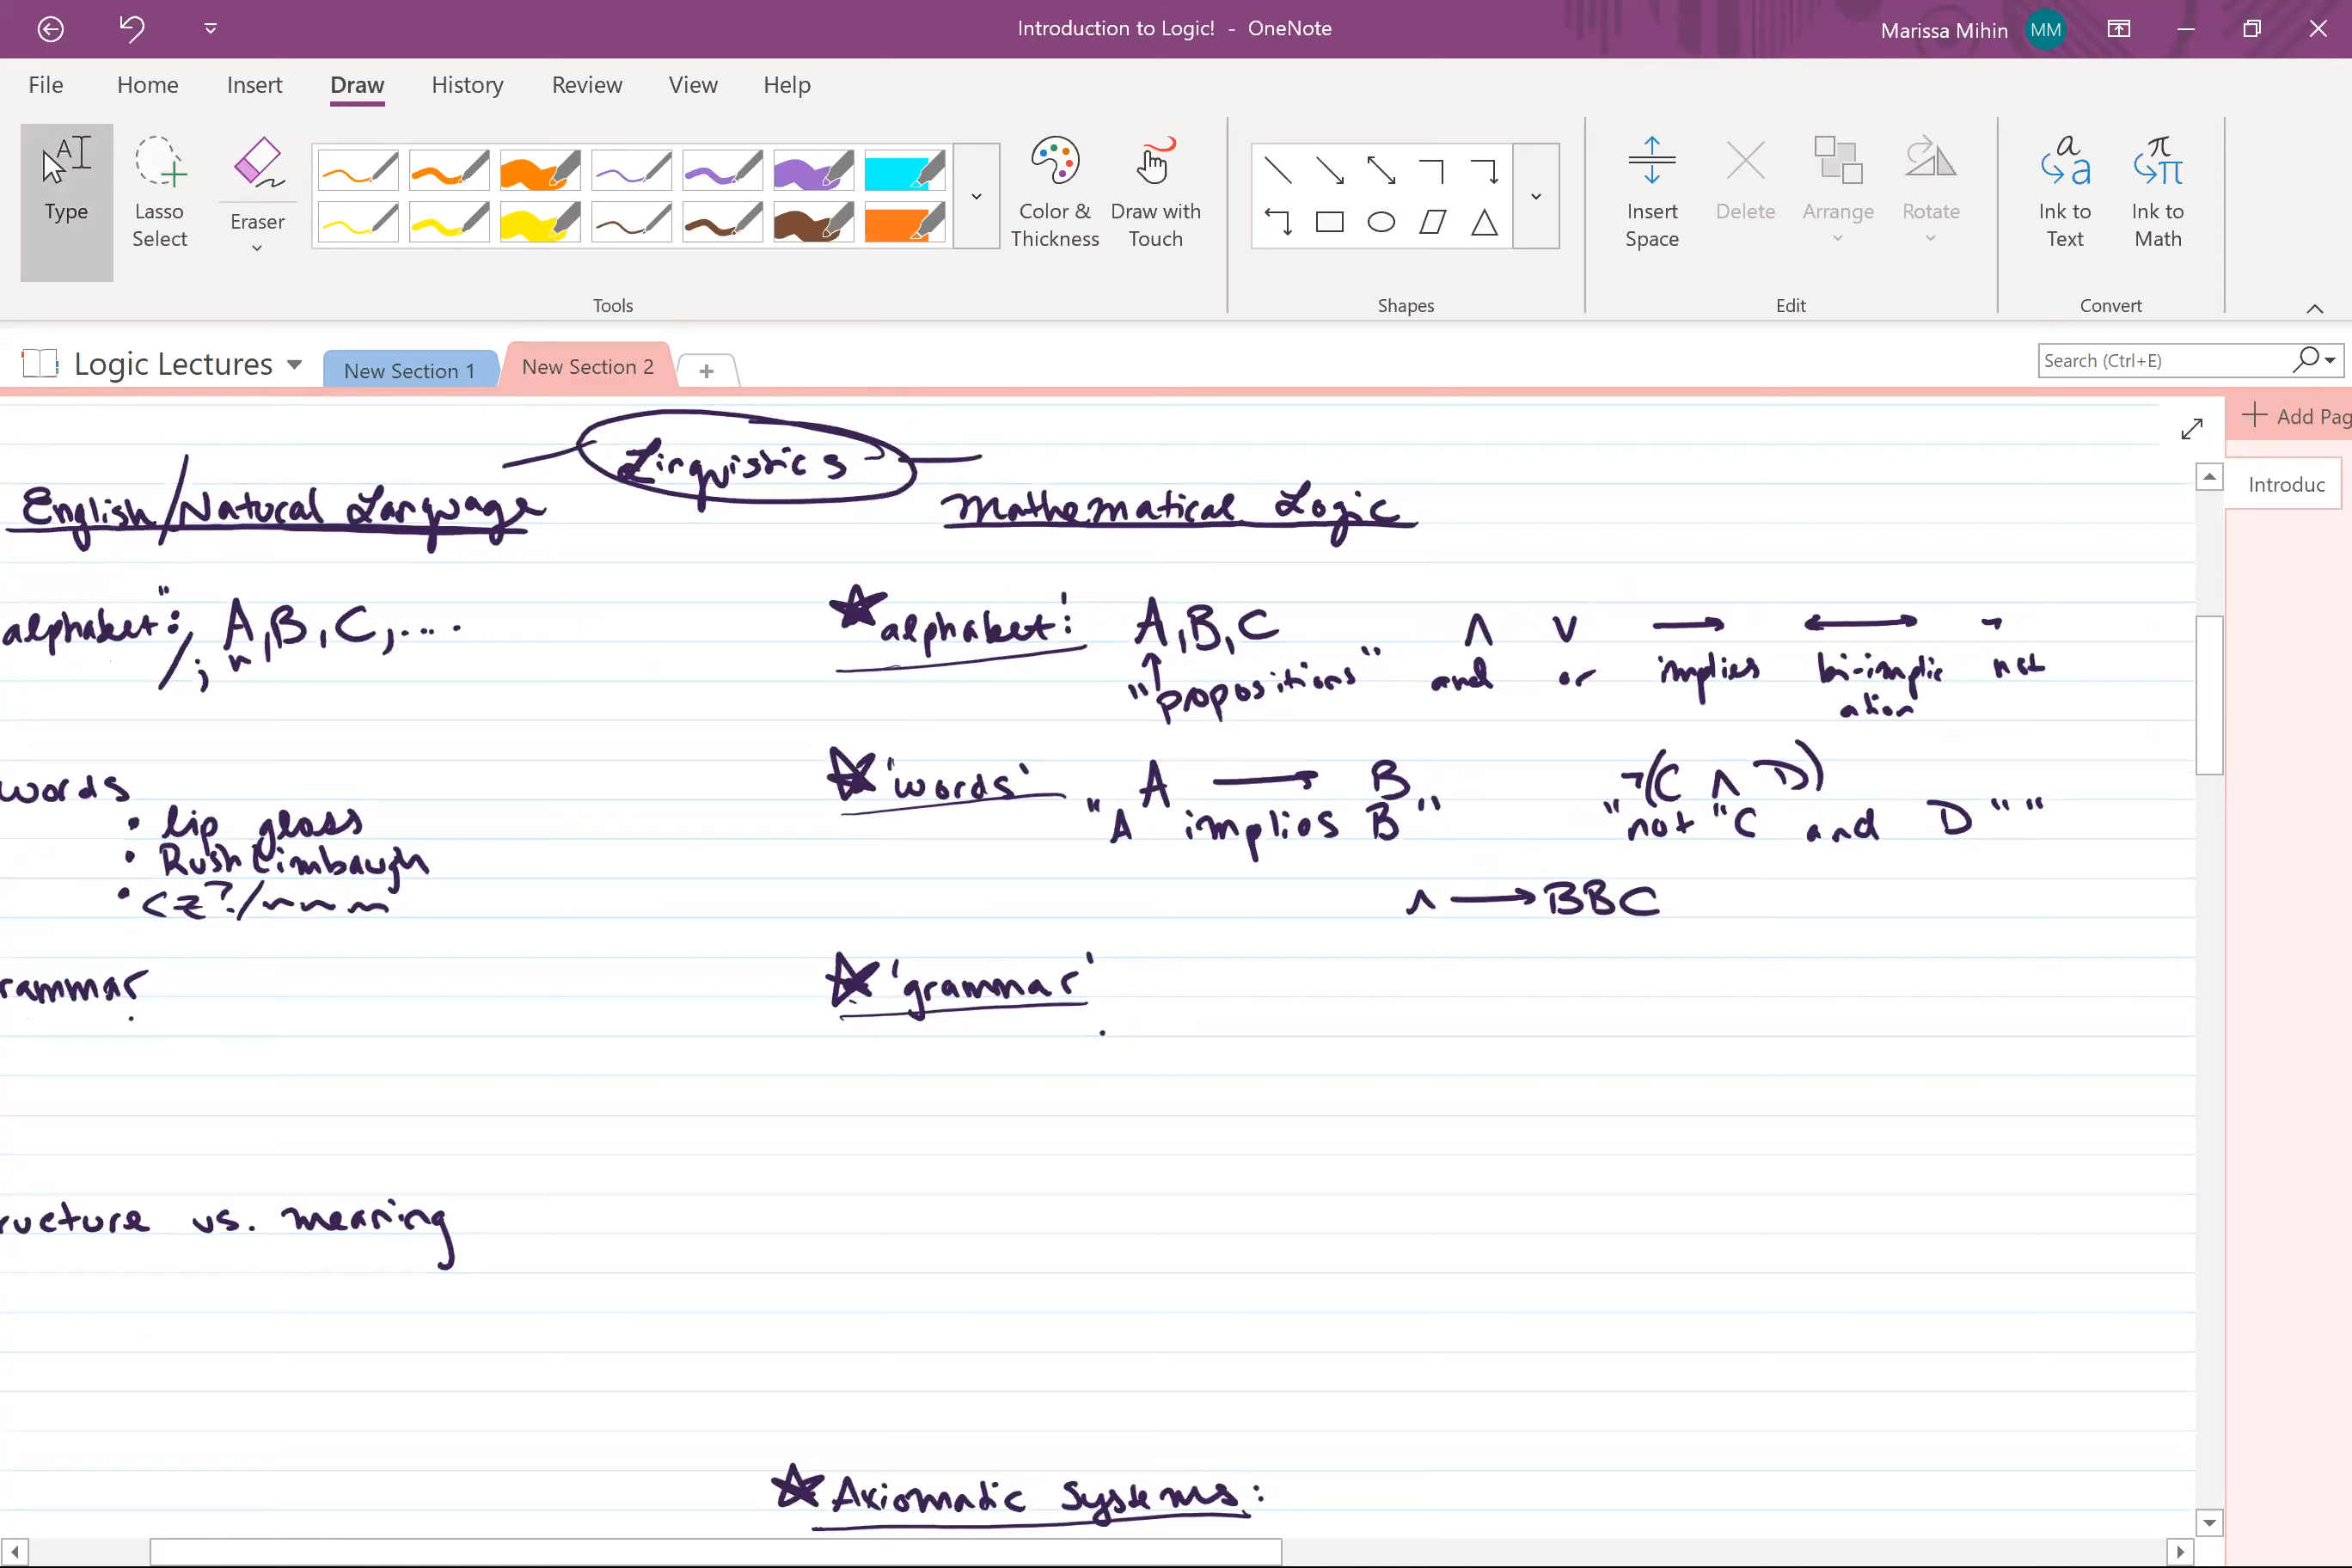 Introduction to Logic! - OneNote
Marissa Mihin MM
File Home Insert Draw History Review View Help
Type
Lasso Select
Eraser
Color & Thickness
Draw with Touch
Insert Space
Delete
Arrange
Rotate
Ink to Text
Ink to Math
Tools Shapes Edit Convert
Logic Lectures New Section 1 New Section 2 +
Search (Ctrl+E)
Add Pag
Introduc
Linguistics
English/Natural Language
Mathematical Logic
alphabet": A, B, C, ....
/ ; "
alphabet': A, B, C ∧ ∨ → ↔ ¬
"propositions" and or implies bi-implic ation not
words
• lip gloss
• Rush Limbaugh
• < z ? / ~ ~ ~
'words' A → B ¬(C ∧ D)
"A implies B" "not "C and D""
∧ → BBC
rammar
'grammar'
ructure vs. meaning
Axiomatic Systems: